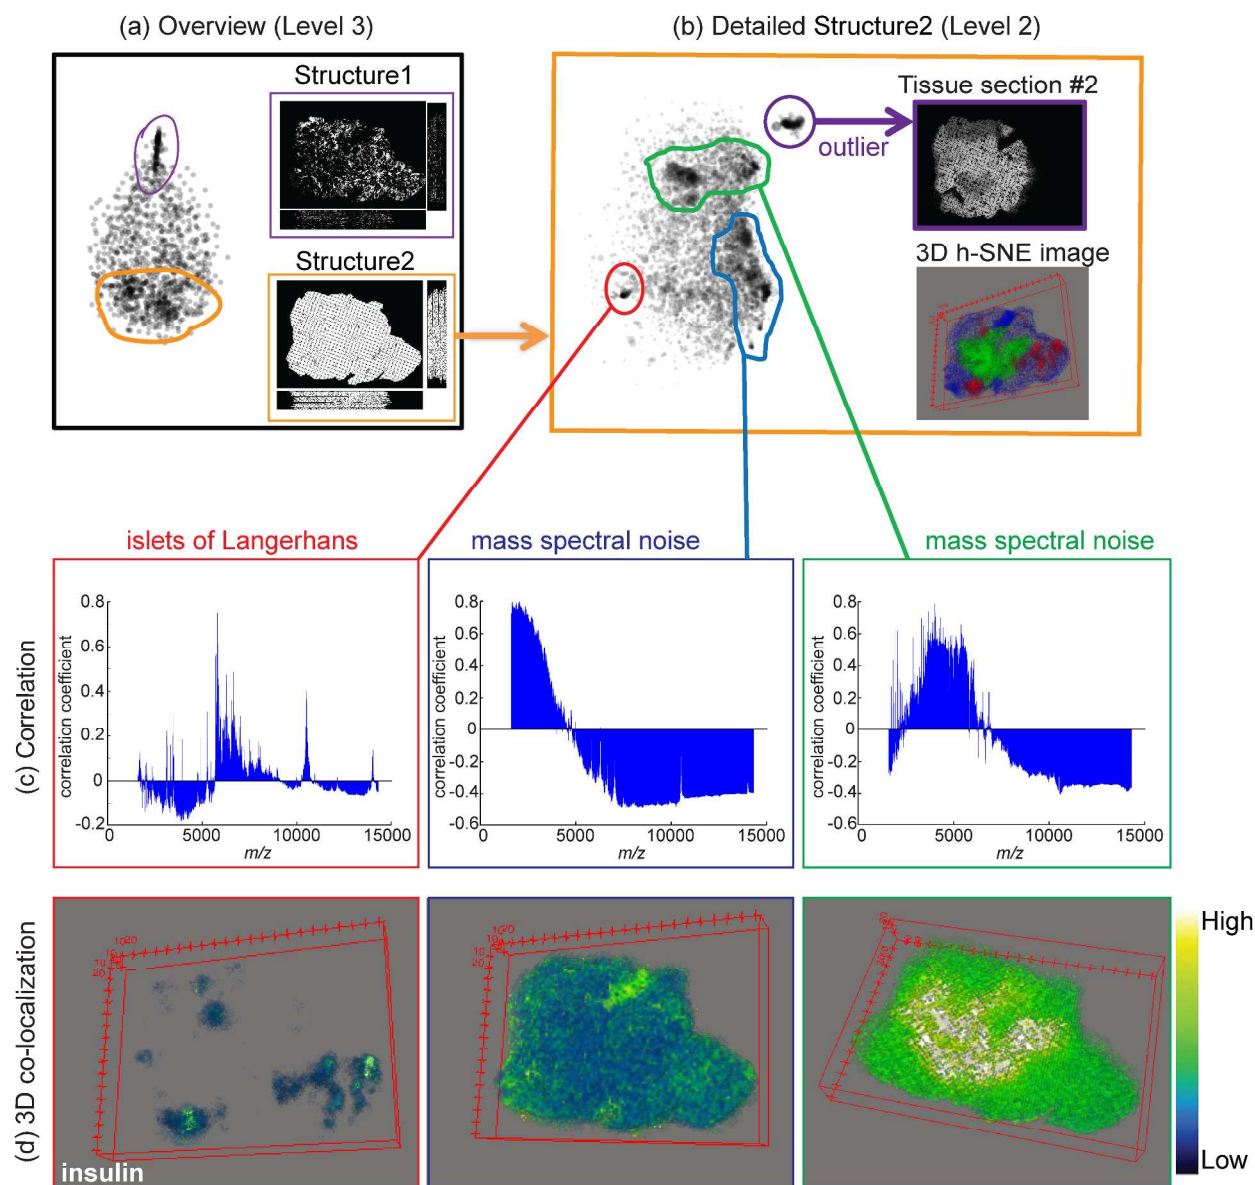 (a) Overview (Level 3)
(b) Detailed Structure2 (Level 2)
Structure1
Structure2
Tissue section #2
outlier
3D h-SNE image
islets of Langerhans
mass spectral noise
mass spectral noise
(c) Correlation
correlation coefficient
0.8
0.6
0.4
0.2
0
-0.2
0
5000
10000
15000
m/z
correlation coefficient
0.8
0.6
0.4
0.2
0
-0.2
-0.4
-0.6
0
5000
10000
15000
m/z
correlation coefficient
0.8
0.6
0.4
0.2
0
-0.2
-0.4
-0.6
0
5000
10000
15000
m/z
(d) 3D co-localization
insulin
High
Low